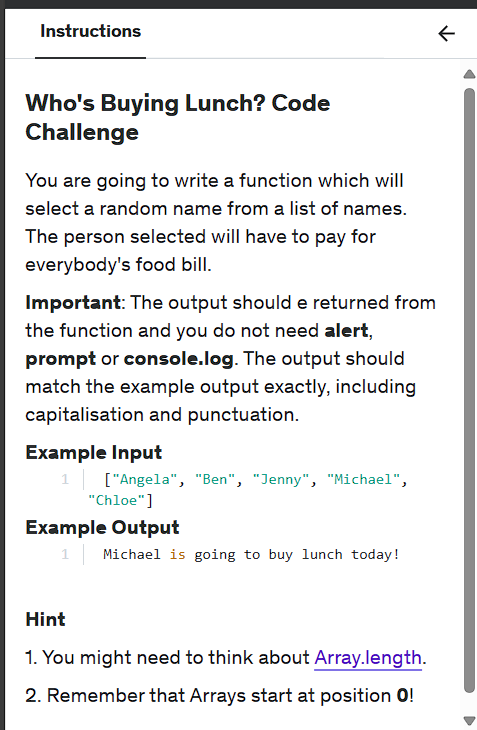 Instructions
Who's Buying Lunch? Code
Challenge
You are going to write a function which will
select a random name from a list of names.
The person selected will have to pay for
everybody's food bill.
Important: The output should e returned from
the function and you do not need alert,
prompt or console.log. The output should
match the example output exactly, including
capitalisation and punctuation.
Example Input
1 ["Angela", "Ben", "Jenny", "Michael",
"Chloe"]
Example Output
1 Michael is going to buy lunch today!
Hint
1. You might need to think about Array.length.
2. Remember that Arrays start at position 0!